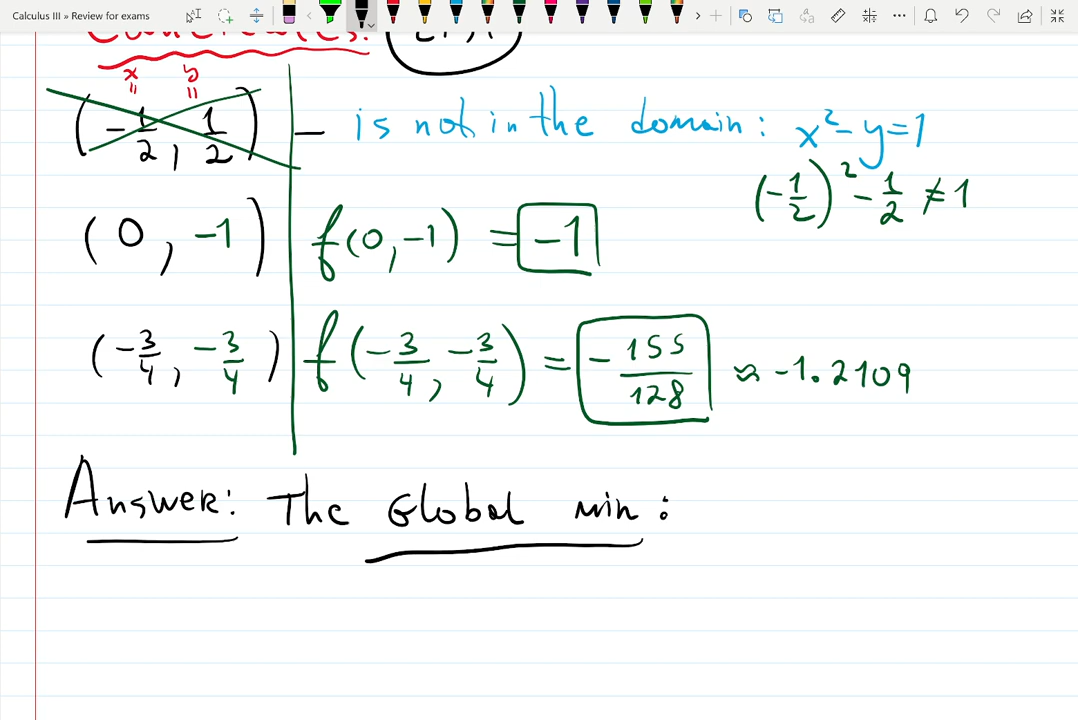 Calculus III » Review for exams
x y
= =
(-1/2, 1/2) — is not in the domain: x² - y = 1
(-1/2)² - 1/2 ≠ 1
(0, -1) f(0, -1) = -1
(-3/4, -3/4) f(-3/4, -3/4) = -155/128 ≈ -1.2109
Answer: The Global min: